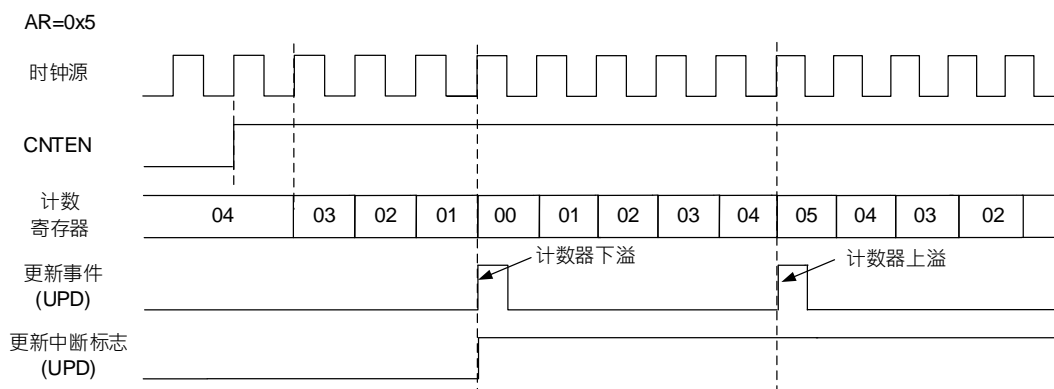 AR=0x5
时钟源
CNTEN
计数
寄存器
04 03 02 01 00 01 02 03 04 05 04 03 02
更新事件
(UPD)
计数器下溢
计数器上溢
更新中断标志
(UPD)